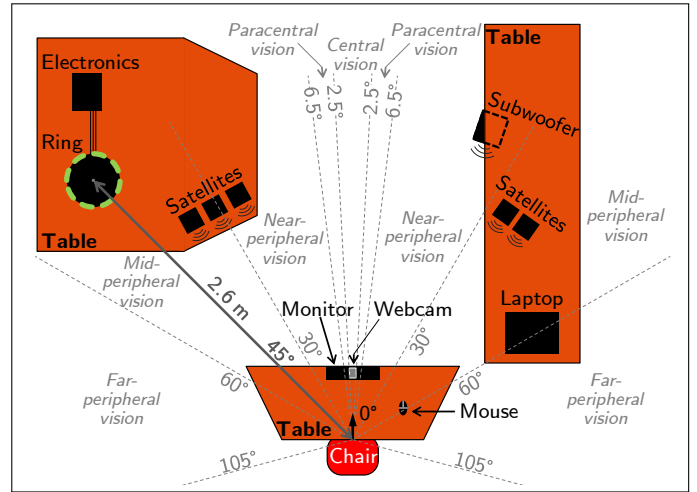 Paracentral
vision
Central
vision
Paracentral
vision
6.5°
2.5°
2.5°
6.5°
Electronics
Ring
Satellites
Table
Table
Subwoofer
Satellites
Laptop
Near-
peripheral
vision
Near-
peripheral
vision
Mid-
peripheral
vision
Mid-
peripheral
vision
2.6 m
45°
Monitor
Webcam
30°
30°
60°
60°
Far-
peripheral
vision
Far-
peripheral
vision
0°
Mouse
Table
Chair
105°
105°